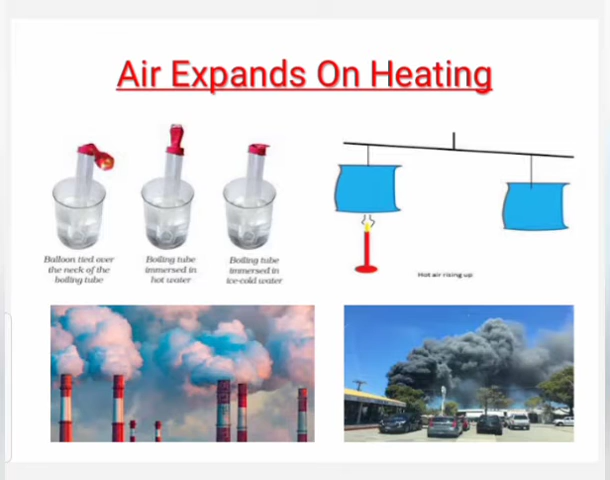 Air Expands On Heating
Balloon tied over
the neck of the
boiling tube
Boiling tube
immersed in
hot water
Boiling tube
immersed in
ice-cold water
Hot air rising up